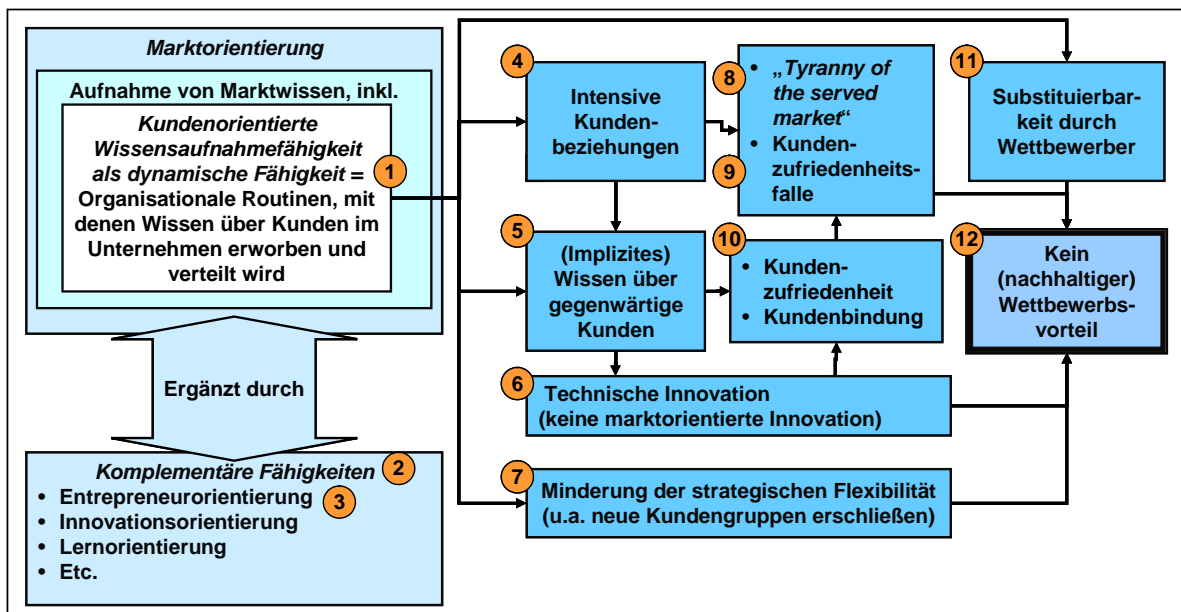 Marktorientierung
Aufnahme von Marktwissen, inkl.
Kundenorientierte
Wissensaufnahmefähigkeit
als dynamische Fähigkeit =
Organisationale Routinen, mit
denen Wissen über Kunden im
Unternehmen erworben und
verteilt wird
1
Ergänzt durch
Komplementäre Fähigkeiten
2
• Entrepreneurorientierung
3
• Innovationsorientierung
• Lernorientierung
• Etc.
4
Intensive
Kunden-
beziehungen
5
(Implizites)
Wissen über
gegenwärtige
Kunden
6
Technische Innovation
(keine marktorientierte Innovation)
7
Minderung der strategischen Flexibilität
(u.a. neue Kundengruppen erschließen)
8
• „Tyranny of
the served
market“
9
• Kunden-
zufriedenheits-
falle
10
• Kunden-
zufriedenheit
• Kundenbindung
11
Substituierbar-
keit durch
Wettbewerber
12
Kein
(nachhaltiger)
Wettbewerbs-
vorteil